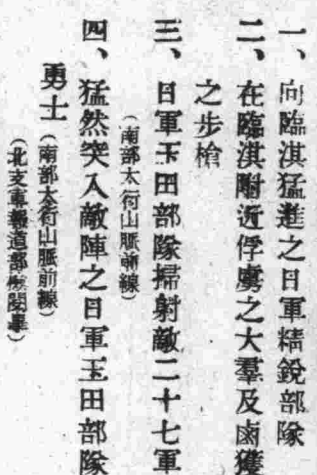 一、向臨淇猛進之日軍精銳部隊
二、在臨淇附近俘虜之大羣及鹵獲
之步槍
三、日軍玉田部隊掃射敵二十七軍
（南部太行山脈前線）
四、猛然突入敵陣之日軍玉田部隊
勇士（南部太行山脈前線）
（北支軍報道部檢閱畢）